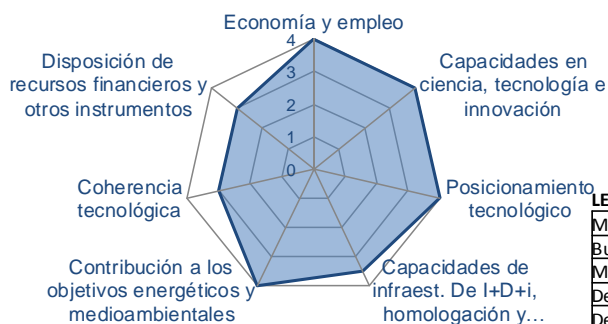 Economía y empleo
4
3
2
1
0
Disposición de
recursos financieros y
otros instrumentos
Capacidades en
ciencia, tecnología e
innovación
Coherencia
tecnológica
Posicionamiento
tecnológico
Contribución a los
objetivos energéticos y
medioambientales
Capacidades de
infraest. De I+D+i,
homologación y…